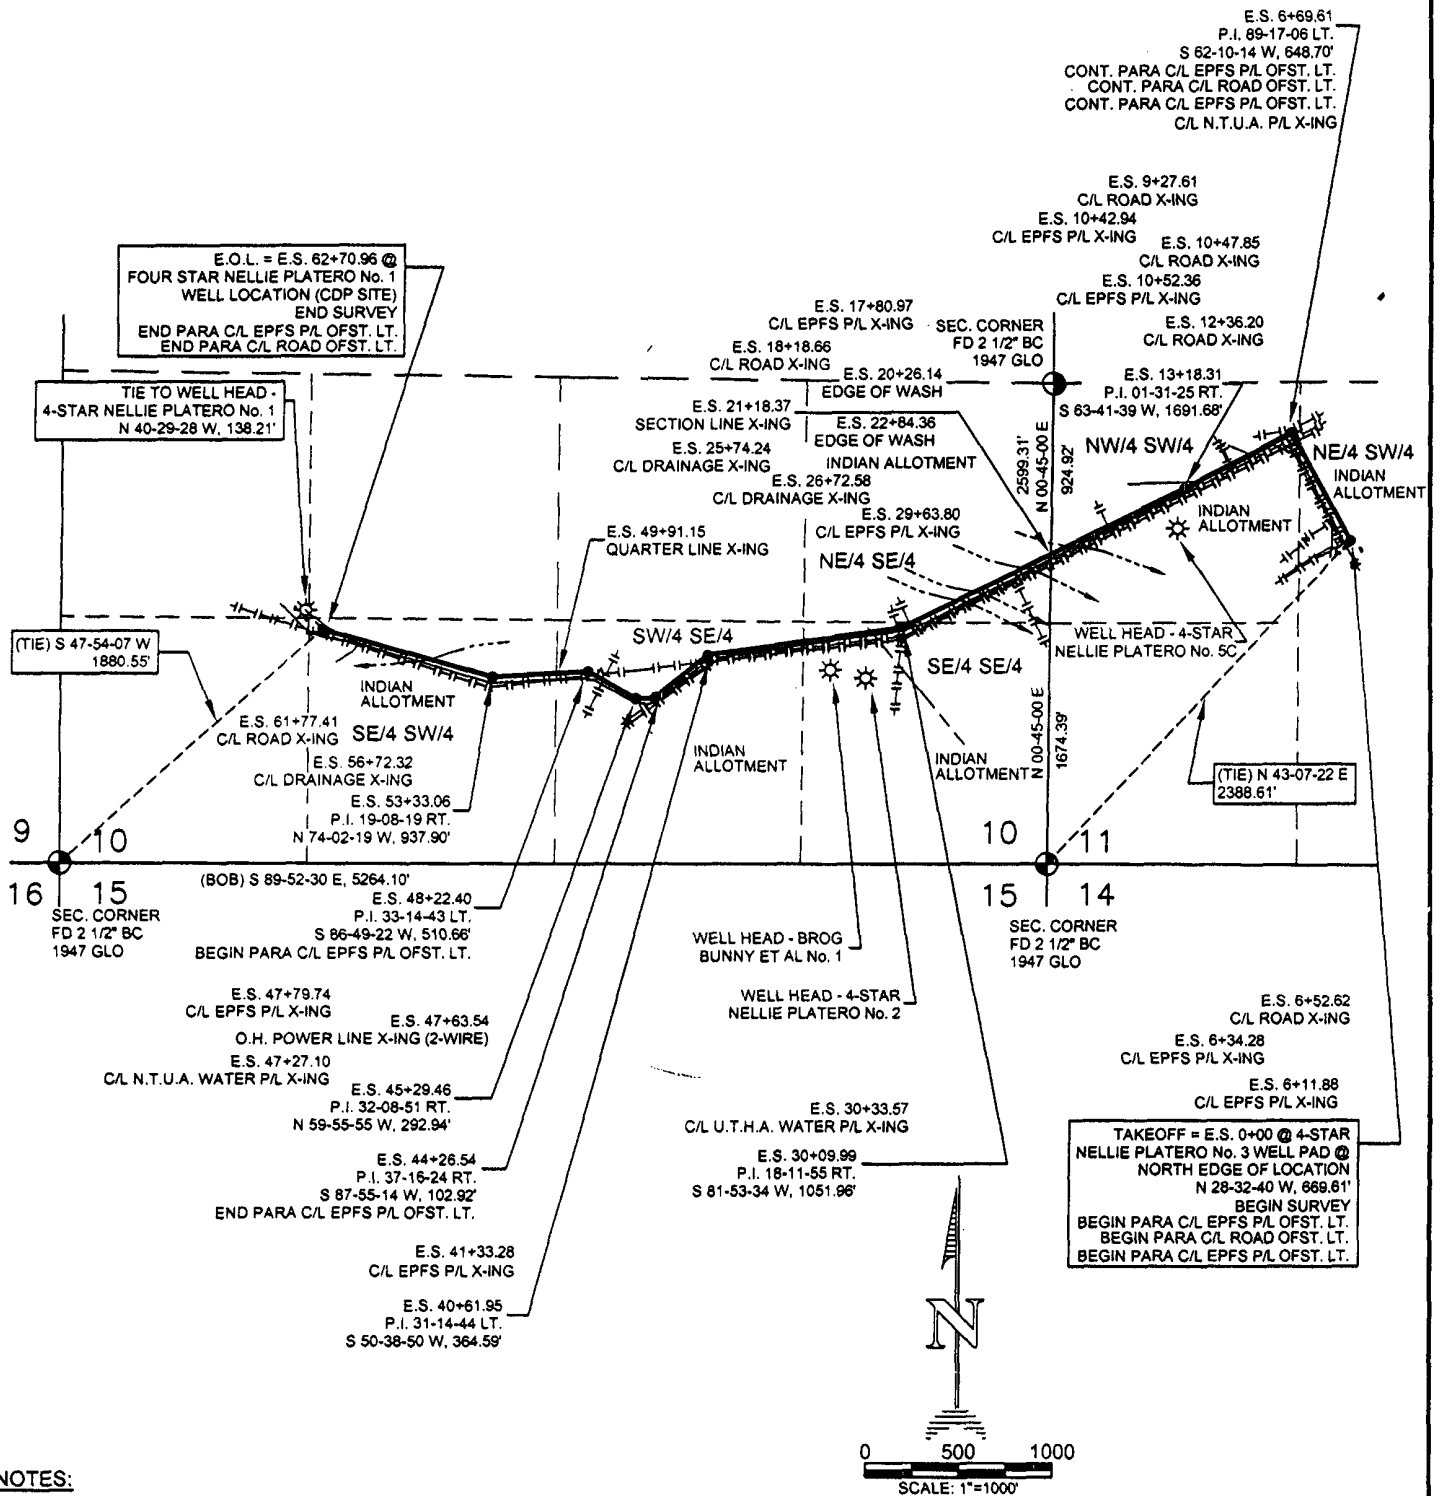 E.S. 6+69.61
P.I. 89-17-06 LT.
S 62-10-14 W, 648.70'
CONT. PARA C/L EPFS P/L OFST. LT.
CONT. PARA C/L ROAD OFST. LT.
CONT. PARA C/L EPFS P/L OFST. LT.
C/L N.T.U.A. P/L X-ING
E.S. 9+27.61
C/L ROAD X-ING
E.S. 10+42.94
C/L EPFS P/L X-ING
E.S. 10+47.85
C/L ROAD X-ING
E.S. 10+52.36
C/L EPFS P/L X-ING
E.S. 12+36.20
C/L ROAD X-ING
E.S. 13+18.31
P.I. 01-31-25 RT.
S 63-41-39 W, 1691.68'
E.O.L. = E.S. 62+70.96 @
FOUR STAR NELLIE PLATERO No. 1
WELL LOCATION (CDP SITE)
END SURVEY
END PARA C/L EPFS P/L OFST. LT.
END PARA C/L ROAD OFST. LT.
TIE TO WELL HEAD -
4-STAR NELLIE PLATERO No. 1
N 40-29-28 W, 138.21'
E.S. 17+80.97
C/L EPFS P/L X-ING
E.S. 18+18.66
C/L ROAD X-ING
SEC. CORNER
FD 2 1/2" BC
1947 GLO
E.S. 20+26.14
EDGE OF WASH
E.S. 21+18.37
SECTION LINE X-ING
E.S. 22+84.36
EDGE OF WASH
E.S. 25+74.24
C/L DRAINAGE X-ING
INDIAN ALLOTMENT
E.S. 26+72.58
C/L DRAINAGE X-ING
E.S. 29+63.80
C/L EPFS P/L X-ING
2599.31'
N 00-45-00 E
924.92'
NW/4 SW/4
NE/4 SW/4
INDIAN
ALLOTMENT
INDIAN
ALLOTMENT
E.S. 49+91.15
QUARTER LINE X-ING
NE/4 SE/4
(TIE) S 47-54-07 W
1880.55'
SW/4 SE/4
SE/4 SE/4
WELL HEAD - 4-STAR
NELLIE PLATERO No. 5C
INDIAN
ALLOTMENT
E.S. 61+77.41
C/L ROAD X-ING
SE/4 SW/4
E.S. 56+72.32
C/L DRAINAGE X-ING
E.S. 53+33.06
P.I. 19-08-19 RT.
N 74-02-19 W, 937.90'
INDIAN
ALLOTMENT
INDIAN
ALLOTMENT
N 00-45-00 E
1674.39'
(TIE) N 43-07-22 E
2388.61'
9 10
16 15
10 11
15 14
(BOB) S 89-52-30 E, 5264.10'
SEC. CORNER
FD 2 1/2" BC
1947 GLO
SEC. CORNER
FD 2 1/2" BC
1947 GLO
E.S. 48+22.40
P.I. 33-14-43 LT.
S 86-49-22 W, 510.66'
BEGIN PARA C/L EPFS P/L OFST. LT.
WELL HEAD - BROG
BUNNY ET AL No. 1
WELL HEAD - 4-STAR
NELLIE PLATERO No. 2
E.S. 47+79.74
C/L EPFS P/L X-ING
E.S. 47+63.54
O.H. POWER LINE X-ING (2-WIRE)
E.S. 47+27.10
C/L N.T.U.A. WATER P/L X-ING
E.S. 45+29.46
P.I. 32-08-51 RT.
N 59-55-55 W, 292.94'
E.S. 44+26.54
P.I. 37-16-24 RT.
S 87-55-14 W, 102.92'
END PARA C/L EPFS P/L OFST. LT.
E.S. 41+33.28
C/L EPFS P/L X-ING
E.S. 40+61.95
P.I. 31-14-44 LT.
S 50-38-50 W, 364.59'
E.S. 30+33.57
C/L U.T.H.A. WATER P/L X-ING
E.S. 30+09.99
P.I. 18-11-55 RT.
S 81-53-34 W, 1051.96'
E.S. 6+52.62
C/L ROAD X-ING
E.S. 6+34.28
C/L EPFS P/L X-ING
E.S. 6+11.88
C/L EPFS P/L X-ING
TAKEOFF = E.S. 0+00 @ 4-STAR
NELLIE PLATERO No. 3 WELL PAD @
NORTH EDGE OF LOCATION
N 28-32-40 W, 669.61'
BEGIN SURVEY
BEGIN PARA C/L EPFS P/L OFST. LT.
BEGIN PARA C/L ROAD OFST. LT.
BEGIN PARA C/L EPFS P/L OFST. LT.
N
0 500 1000
SCALE: 1"=1000'
NOTES: